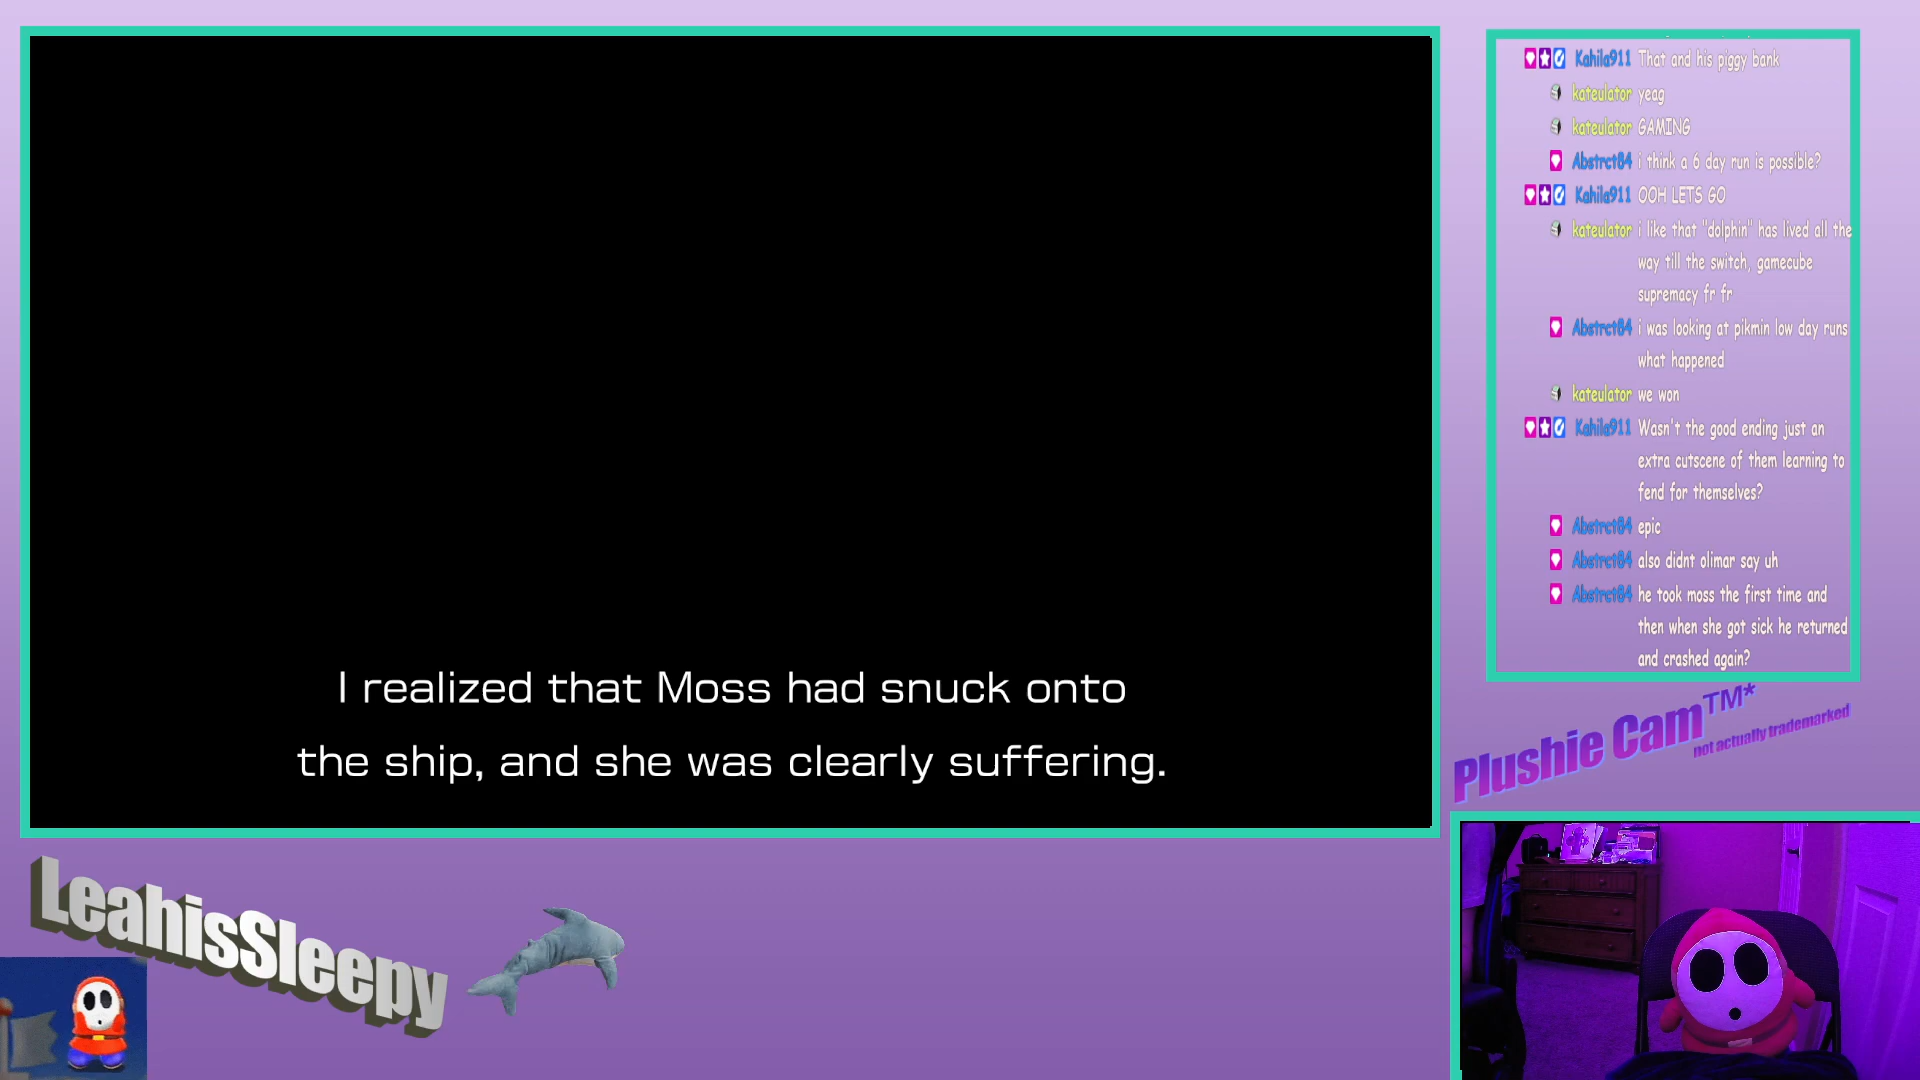 I realized that Moss had snuck onto
the ship, and she was clearly suffering.
Kahila911 That and his piggy bank
kateulator yeag
kateulator GAMING
Abstrct84 i think a 6 day run is possible?
Kahila911 OOH LETS GO
kateulator i like that "dolphin" has lived all the
way till the switch, gamecube
supremacy fr fr
Abstrct84 i was looking at pikmin low day runs
what happened
kateulator we won
Kahila911 Wasn't the good ending just an
extra cutscene of them learning to
fend for themselves?
Abstrct84 epic
Abstrct84 also didnt olimar say uh
Abstrct84 he took moss the first time and
then when she got sick he returned
and crashed again?
Plushie Cam™*
not actually trademarked
LeahisSleepy